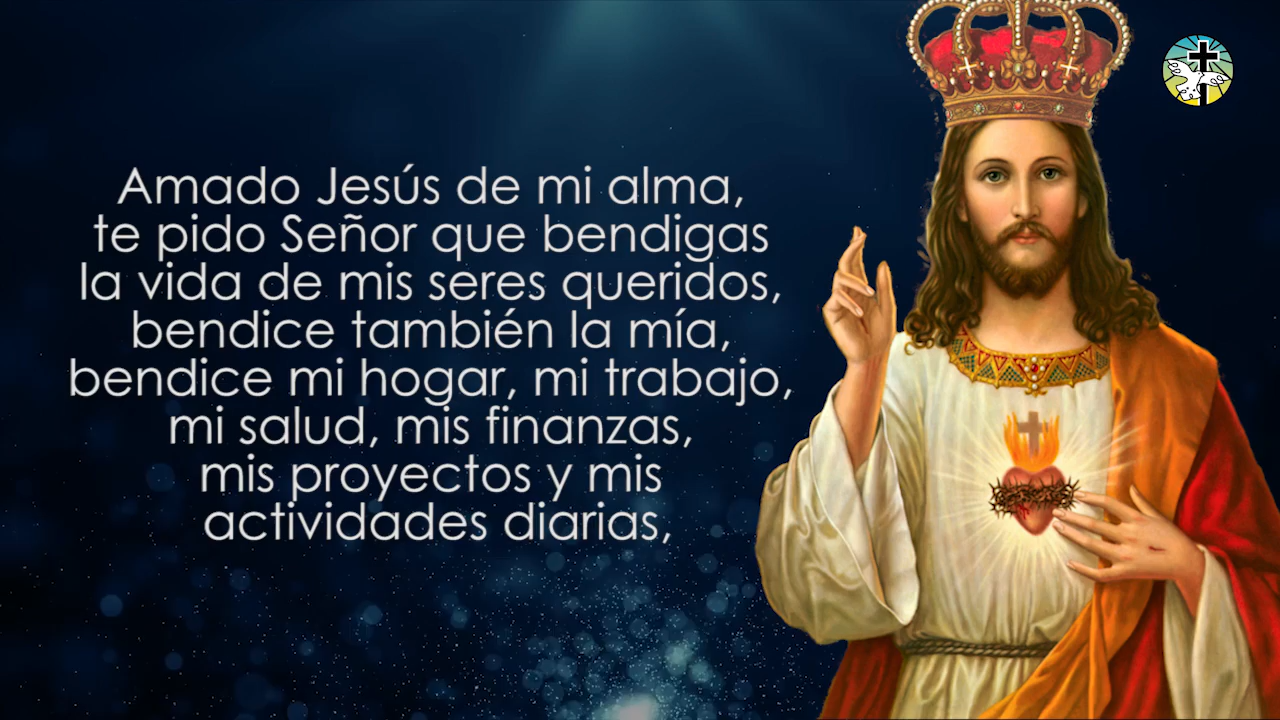 Amado Jesús de mi alma,
te pido Señor que bendigas
la vida de mis seres queridos,
bendice también la mía,
bendice mi hogar, mi trabajo,
mi salud, mis finanzas,
mis proyectos y mis
actividades diarias,